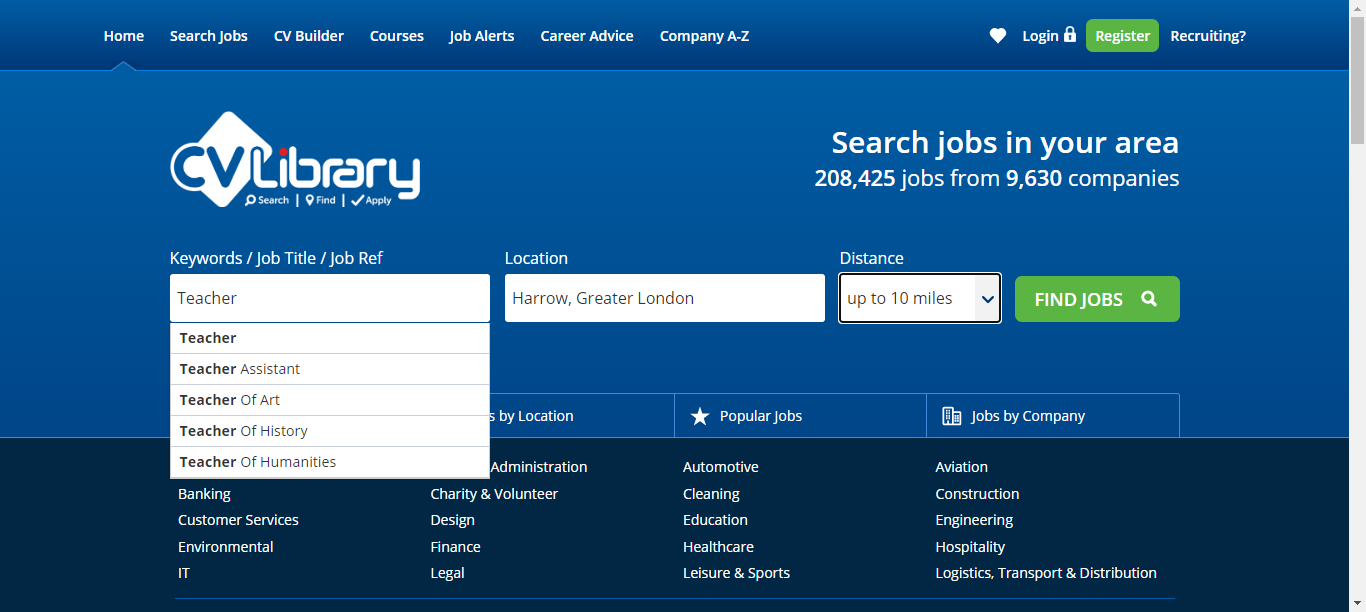 Home Search Jobs CV Builder Courses Job Alerts Career Advice Company A-Z Login Register Recruiting?
CVLibrary
Search | Find | Apply
Search jobs in your area
208,425 jobs from 9,630 companies
Keywords / Job Title / Job Ref Location Distance
Teacher Harrow, Greater London up to 10 miles FIND JOBS
Teacher
Teacher Assistant
Teacher Of Art
Teacher Of History
Teacher Of Humanities
by Location Popular Jobs Jobs by Company
Administration Automotive Aviation
Banking Charity & Volunteer Cleaning Construction
Customer Services Design Education Engineering
Environmental Finance Healthcare Hospitality
IT Legal Leisure & Sports Logistics, Transport & Distribution